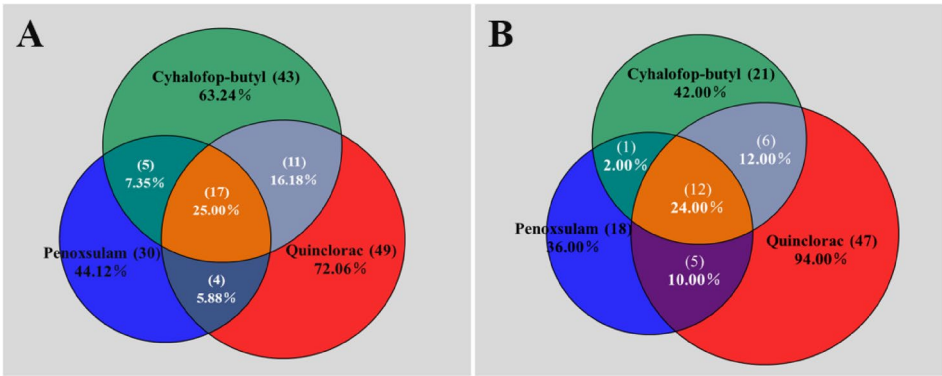 A
Cyhalofop-butyl (43)
63.24%
(5)
7.35%
(11)
16.18%
(17)
25.00%
Penoxsulam (30)
44.12%
Quinclorac (49)
72.06%
(4)
5.88%
B
Cyhalofop-butyl (21)
42.00%
(1)
2.00%
(6)
12.00%
(12)
24.00%
Penoxsulam (18)
36.00%
Quinclorac (47)
94.00%
(5)
10.00%